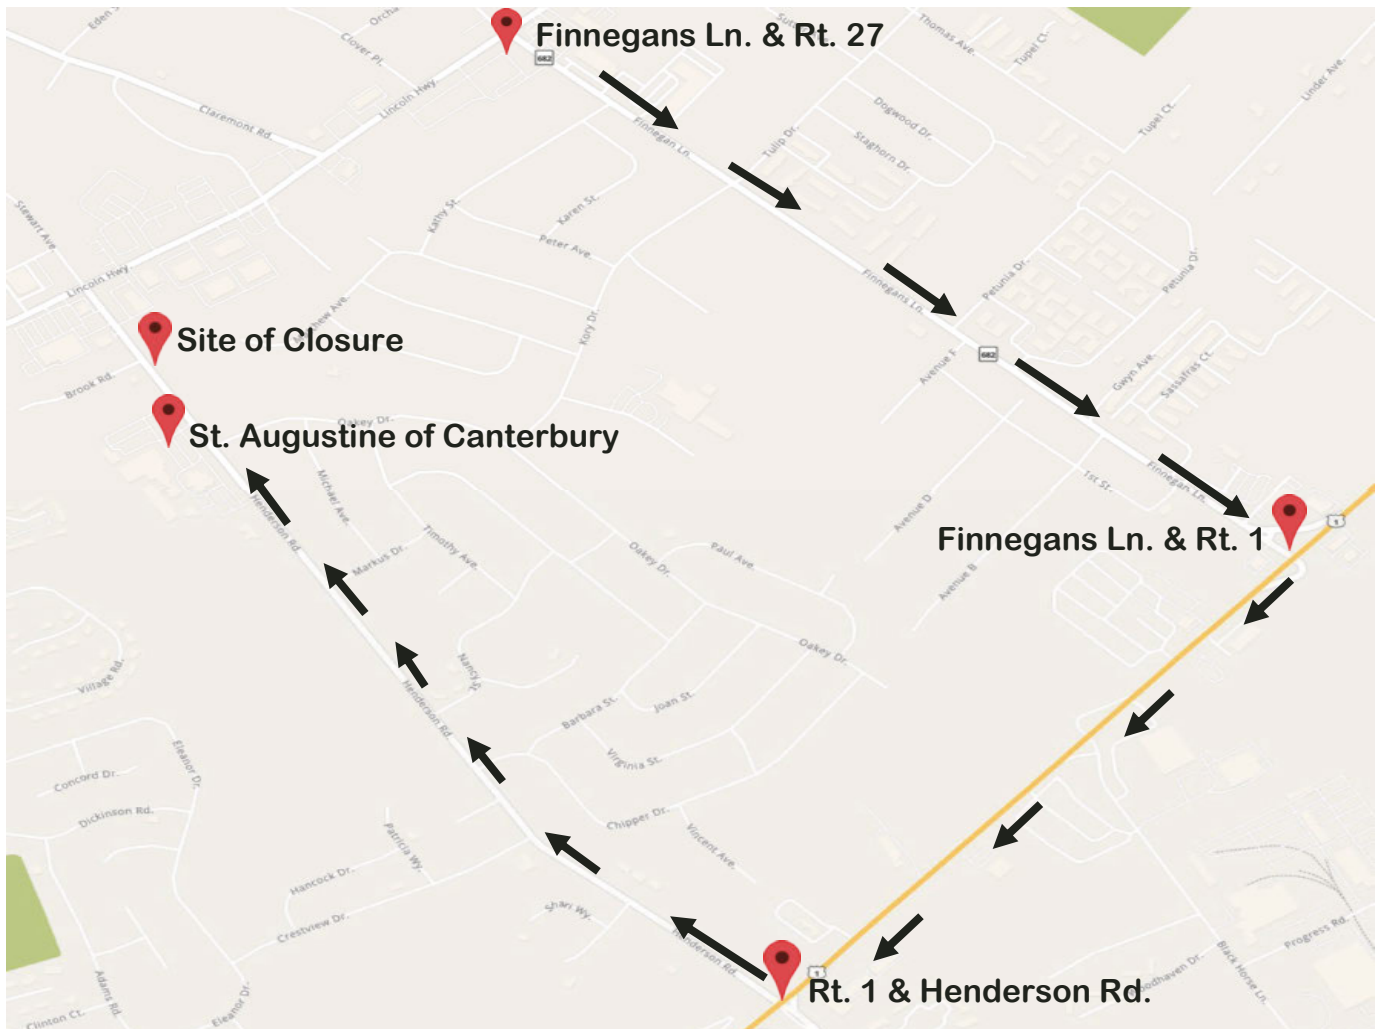 Eden S
Orcha
Clover Pl.
Finnegans Ln. & Rt. 27
682
Thomas Ave.
Tupel Ct.
Linder Ave.
Lincoln Hwy.
Claremont Rd.
Finnegan Ln.
Tulip Dr.
Dogwood Dr.
Staghorn Dr.
Tupel Ct.
Stewart Ave.
Kathy St.
Karen St.
Peter Ave.
Lincoln Hwy
Finnegans Ln.
Petunia Dr.
Petunia Dr.
hew Ave.
Kory Dr.
Site of Closure
682
Avenue F
Gwyn Ave.
Sassafras Ct.
Brook Rd.
Oakey Dr.
St. Augustine of Canterbury
Michael Ave.
Henderson Rd.
1st St.
Finnegan Ln.
Avenue D
1
Finnegans Ln. & Rt. 1
Markus Dr.
Timothy Ave.
Oakey Dr.
Paul Ave.
Avenue B
Village Rd.
Nancy St.
Oakey Dr.
Henderson Rd.
Barbara St.
Joan St.
Virginia St.
Concord Dr.
Eleanor Dr.
Dickinson Rd.
Chipper Dr.
Patricia Wy.
Vincent Ave.
Hancock Dr.
Shari Wy.
Crestview Dr.
Henderson Rd.
Progress Rd.
Black Horse Ln.
oodhaven Dr.
1
Rt. 1 & Henderson Rd.
Adams Rd.
Clinton Ct.
Eleanor Dr.